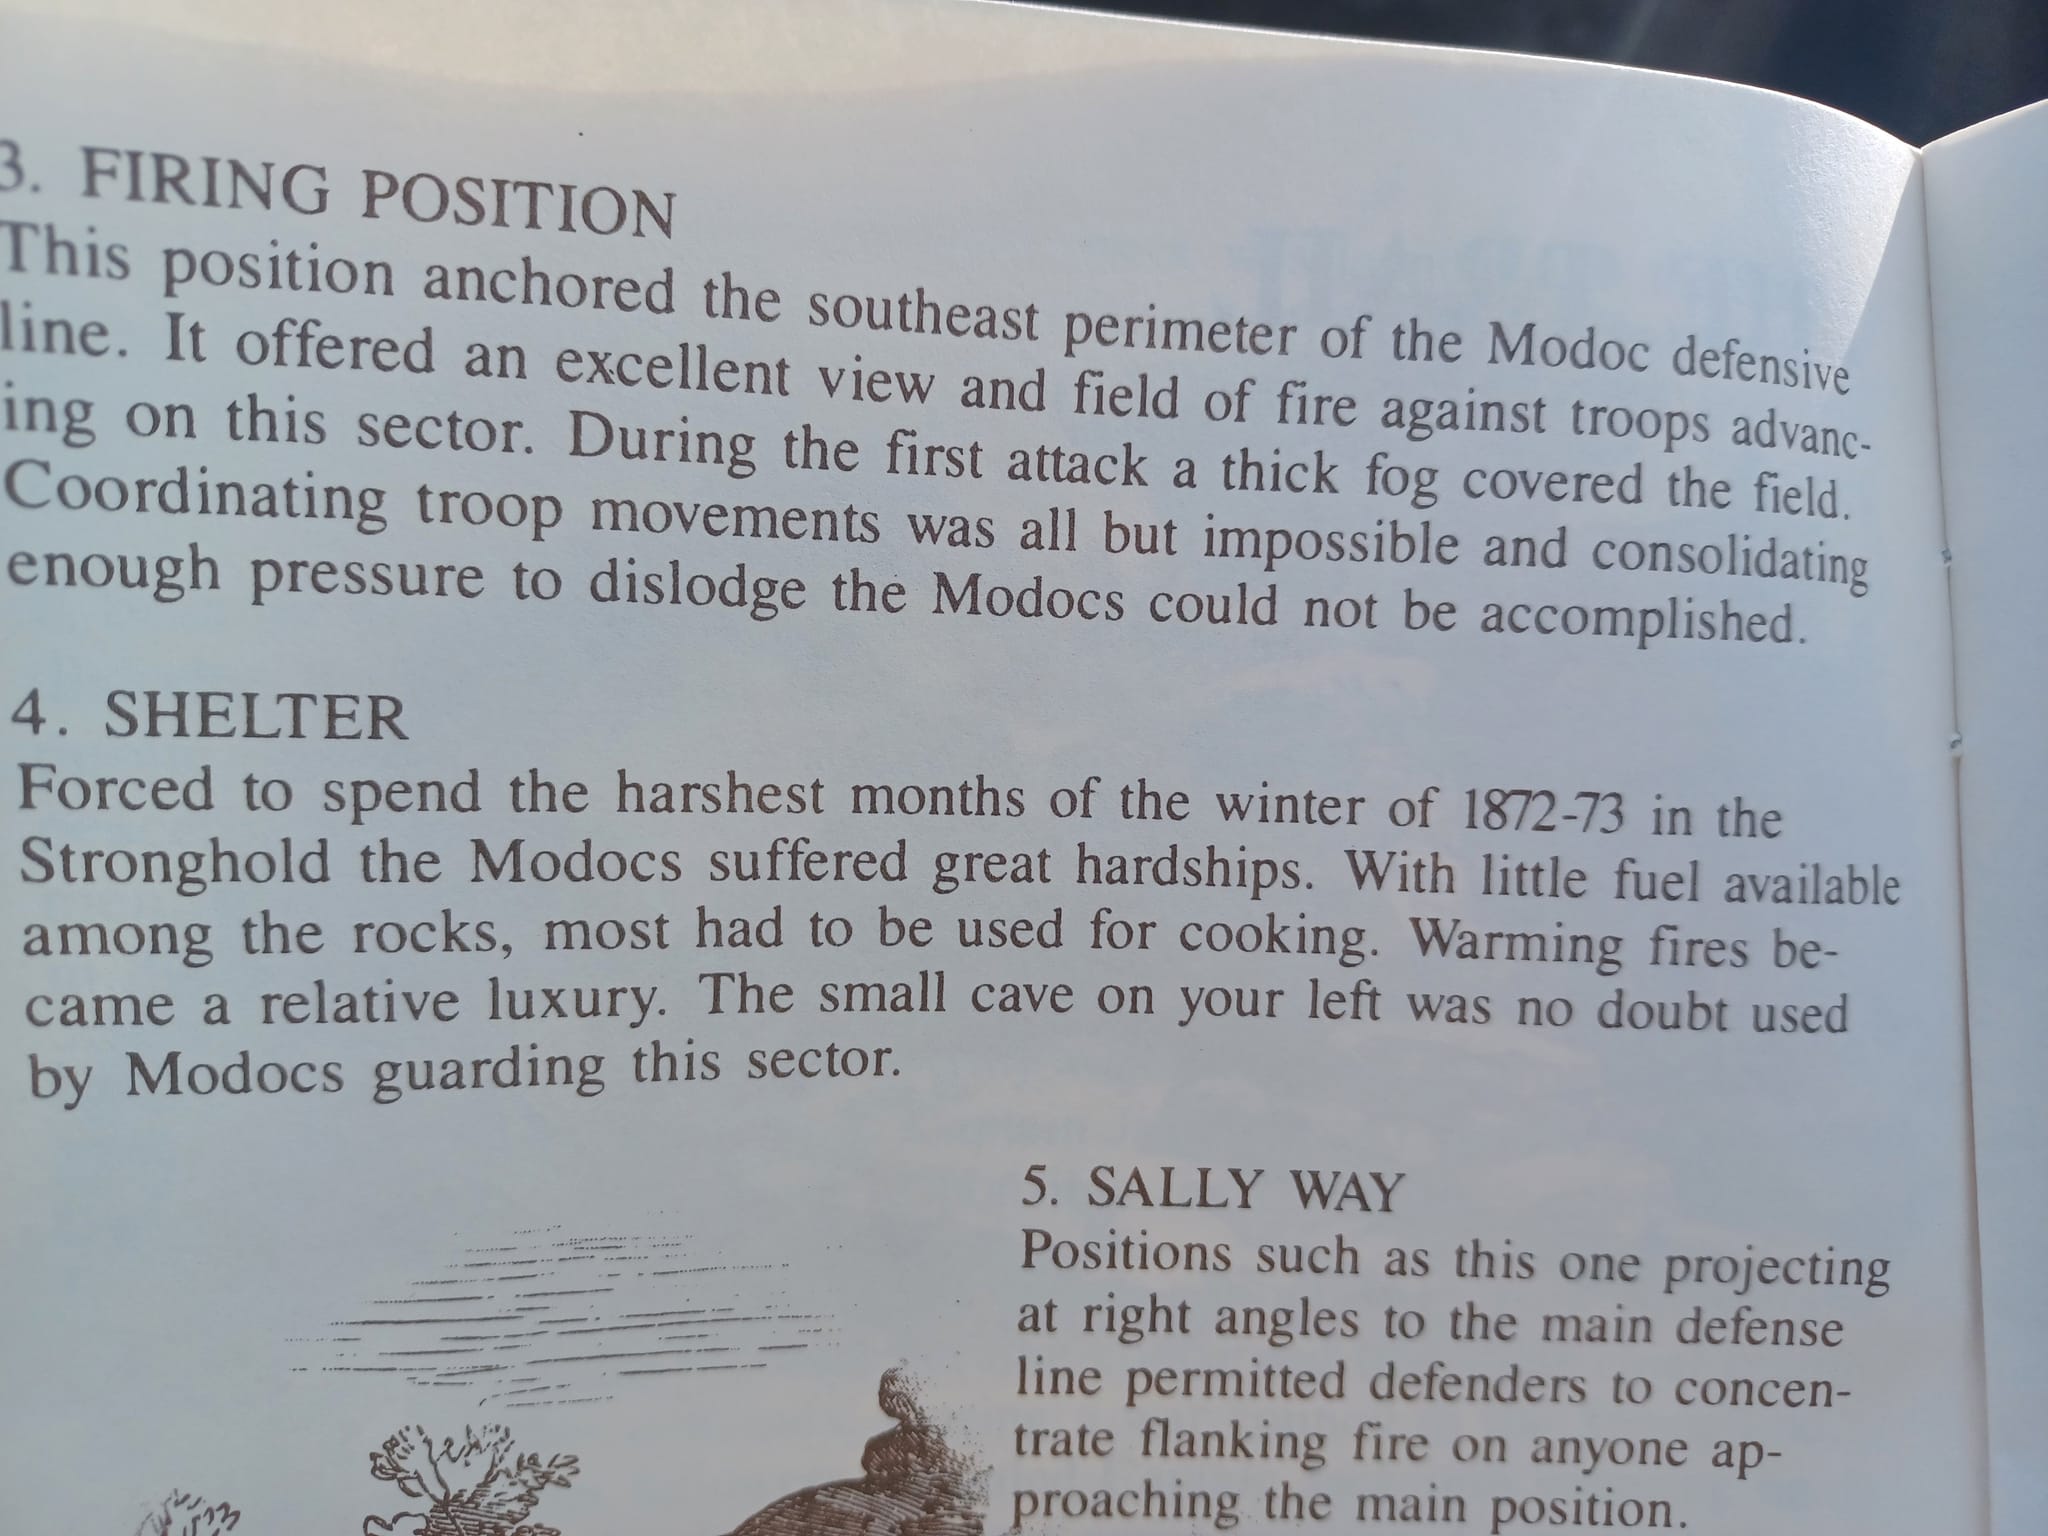 3. FIRING POSITION
This position anchored the southeast perimeter of the Modoc defensive
line. It offered an excellent view and field of fire against troops advanc-
ing on this sector. During the first attack a thick fog covered the field.
Coordinating troop movements was all but impossible and consolidating
enough pressure to dislodge the Modocs could not be accomplished.
4. SHELTER
Forced to spend the harshest months of the winter of 1872-73 in the
Stronghold the Modocs suffered great hardships. With little fuel available
among the rocks, most had to be used for cooking. Warming fires be-
came a relative luxury. The small cave on your left was no doubt used
by Modocs guarding this sector.
5. SALLY WAY
Positions such as this one projecting
at right angles to the main defense
line permitted defenders to concen-
trate flanking fire on anyone ap-
proaching the main position.